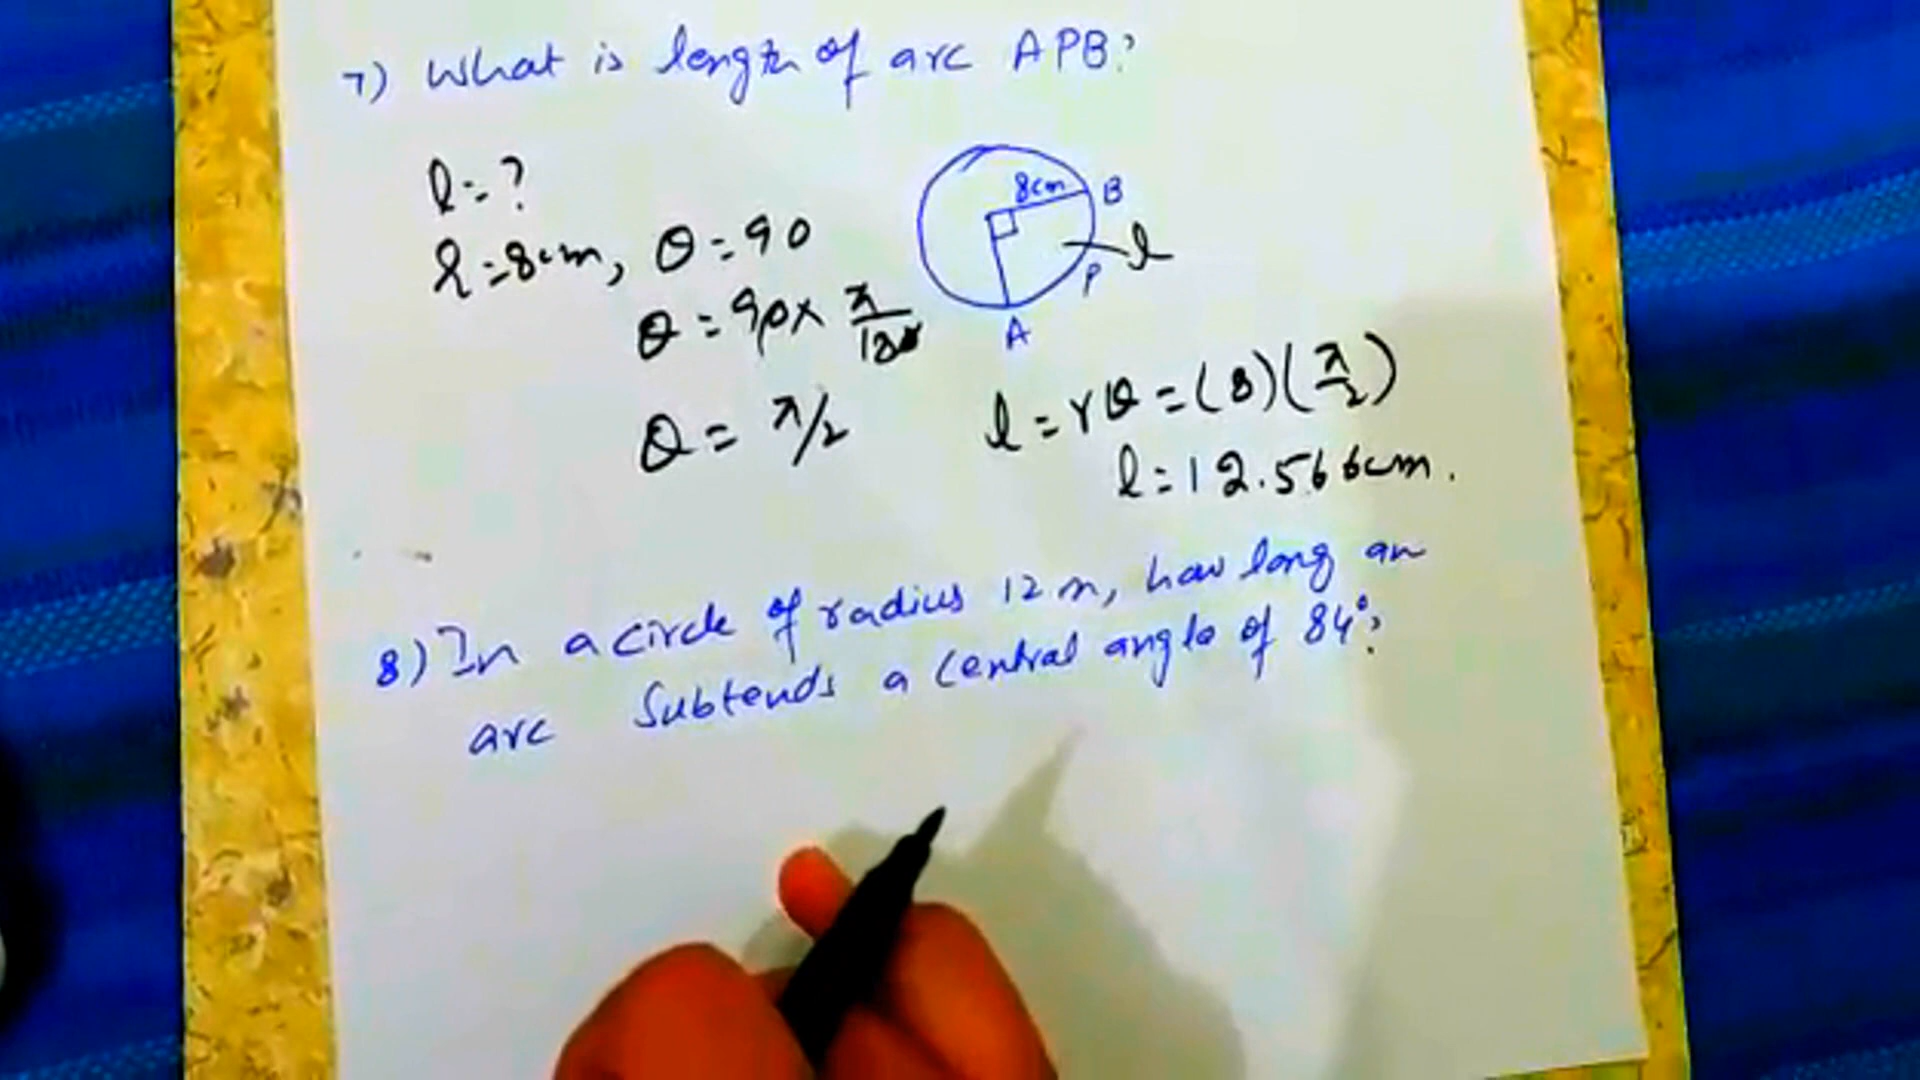 7) What is length of arc APB?
l = ?
r = 8cm, θ = 90
θ = 90 x π/180
θ = π/2
8cm
B
l
P
A
l = rθ = (8)(π/2)
l = 12.566cm.
8) In a circle of radius 12 m, how long an
arc subtends a central angle of 84°?